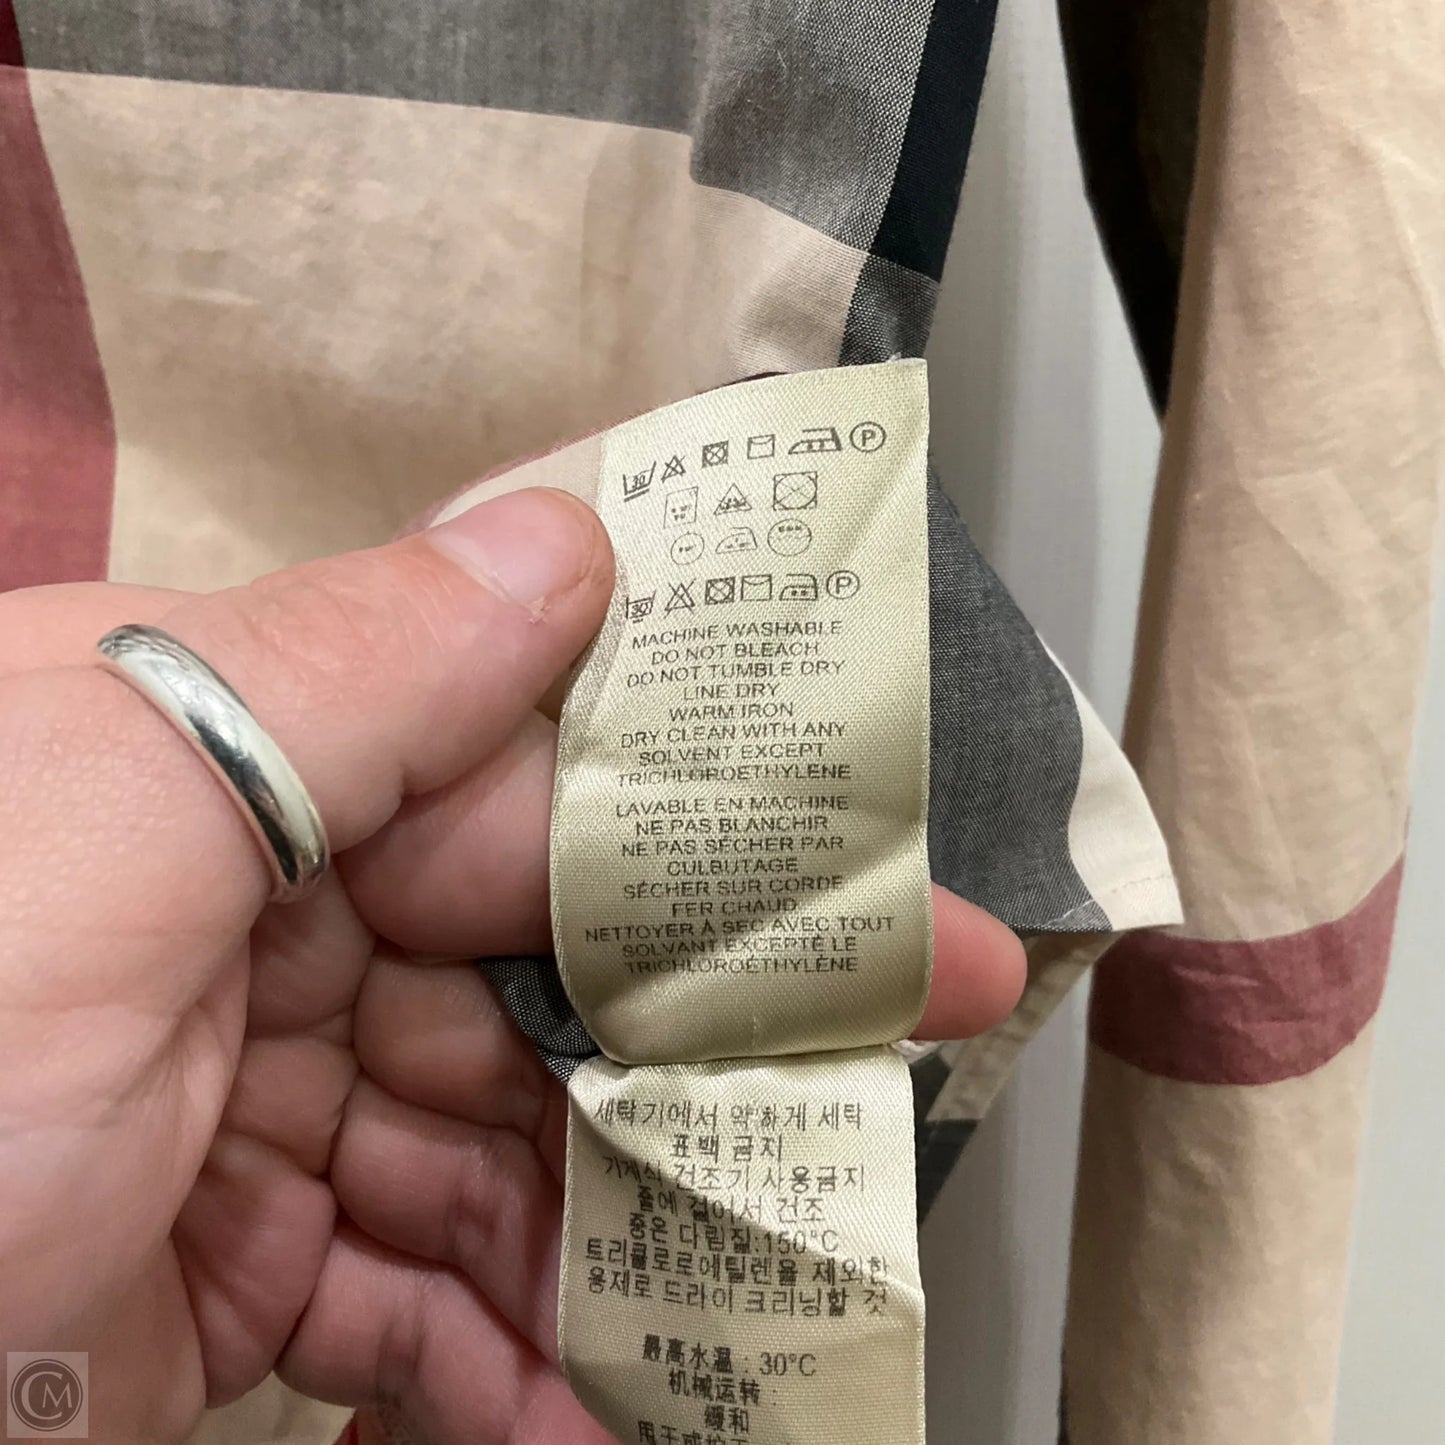 30 P
30 P
MACHINE WASHABLE
DO NOT BLEACH
DO NOT TUMBLE DRY
LINE DRY
WARM IRON
DRY CLEAN WITH ANY
SOLVENT EXCEPT
TRICHLOROETHYLENE
LAVABLE EN MACHINE
NE PAS BLANCHIR
NE PAS SÉCHER PAR
CULBUTAGE
SÉCHER SUR CORDE
FER CHAUD
NETTOYER À SEC AVEC TOUT
SOLVANT EXCEPTÉ LE
TRICHLOROÉTHYLÈNE
세탁기에서 약하게 세탁
표백 금지
기계식 건조기 사용금지
줄에 걸어서 건조
중온 다림질:150°C
트리클로로에틸렌을 제외한
용제로 드라이 크리닝할 것
最高水温 : 30°C
机械运转 :
缓和
CM